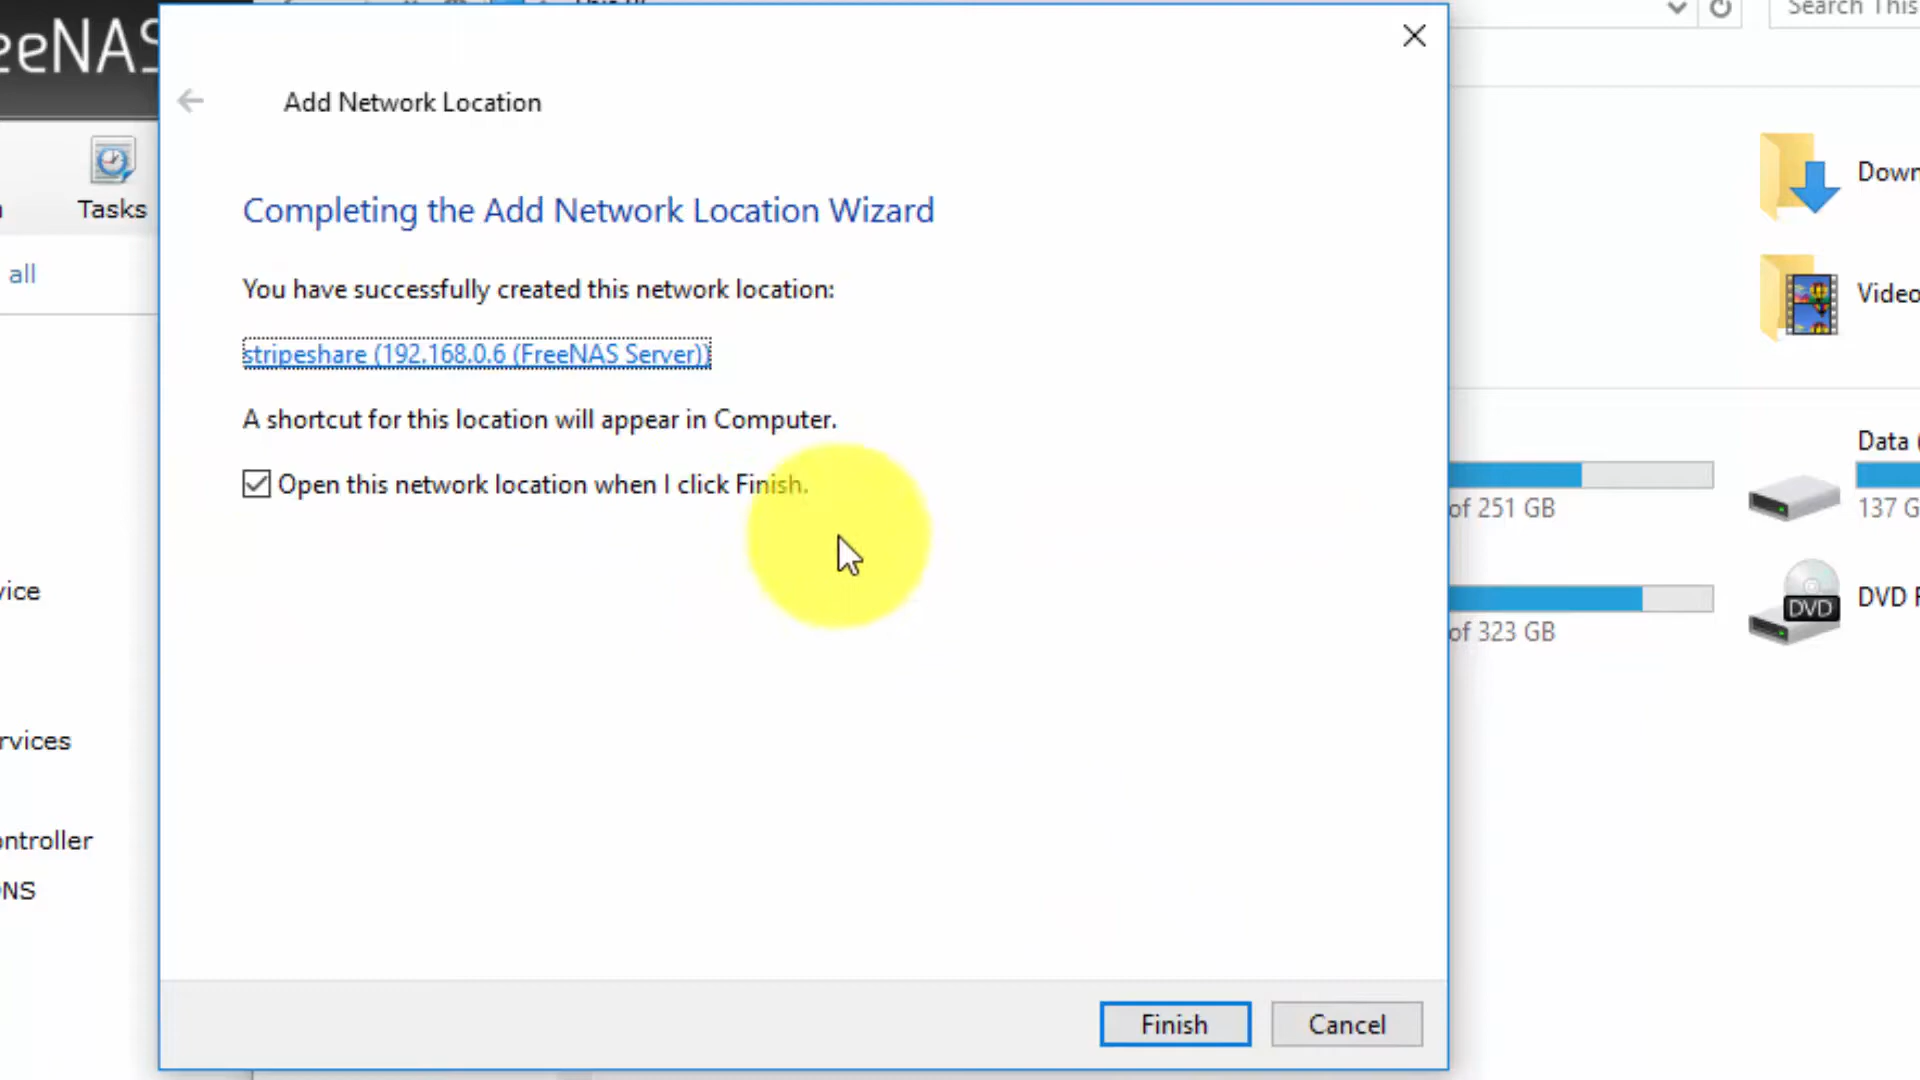 Search This
Add Network Location
Tasks
Down
Completing the Add Network Location Wizard
all
You have successfully created this network location:
Video
stripeshare (192.168.0.6 (FreeNAS Server))
A shortcut for this location will appear in Computer.
Data (
Open this network location when I click Finish.
of 251 GB
137 G
vice
DVD
DVD
of 323 GB
rvices
ontroller
NS
Finish
Cancel